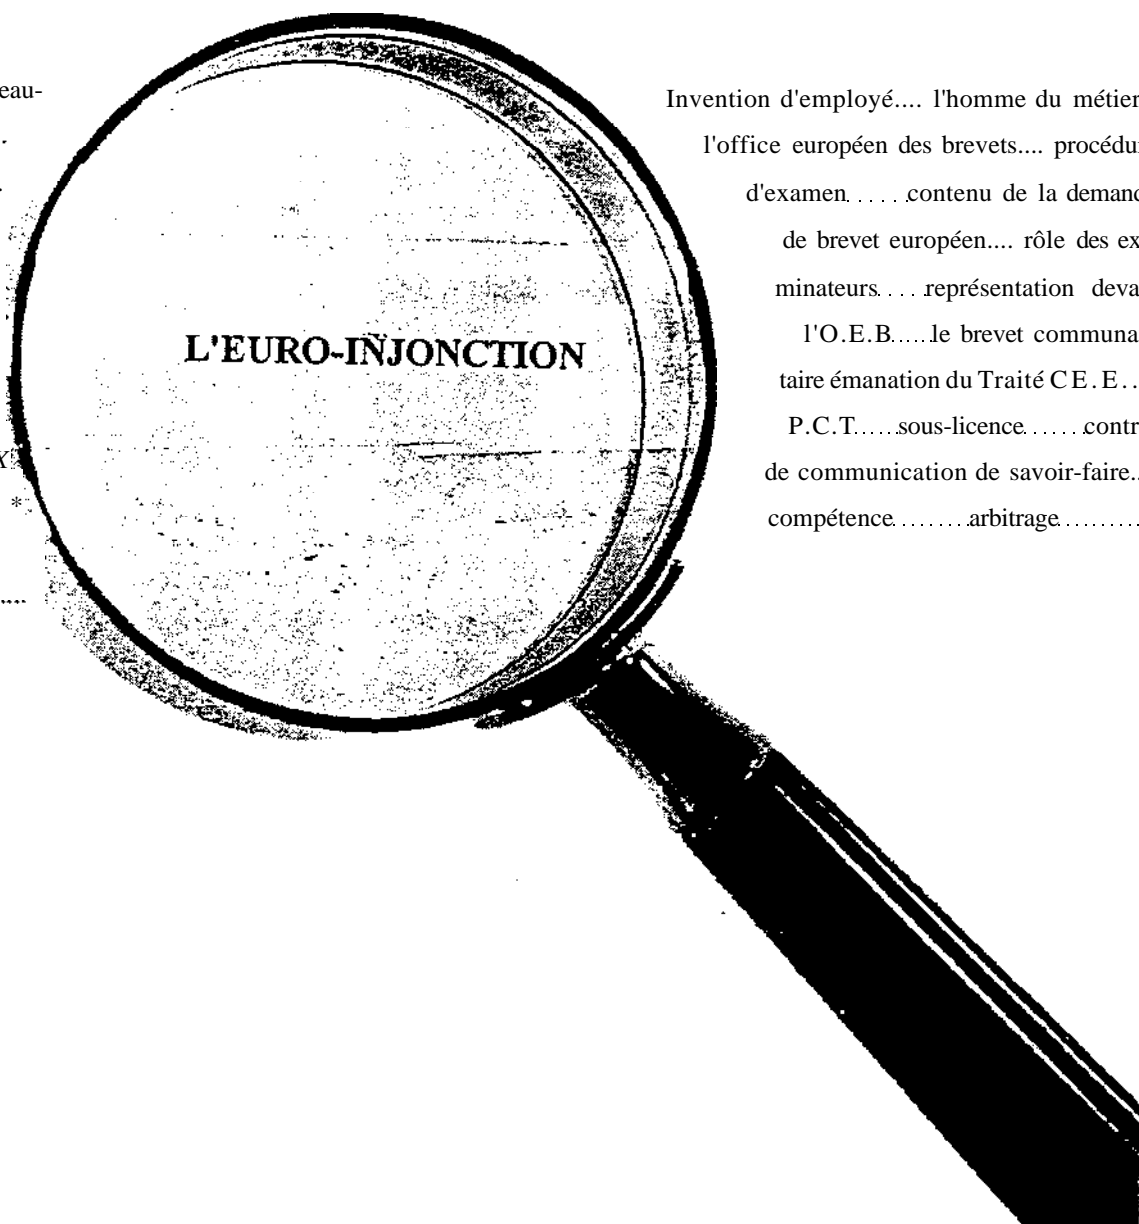 eau-
L'EURO-INJONCTION
X
*
....
Invention d'employé.... l'homme du métier
l'office européen des brevets.... procédu
d'examen......contenu de la demand
de brevet européen.... rôle des ex
minateurs.....représentation deva
l'O.E.B.....le brevet communa
taire émanation du Traité CE.E..
P.C.T.....sous-licence......contr
de communication de savoir-faire..
compétence........arbitrage..........